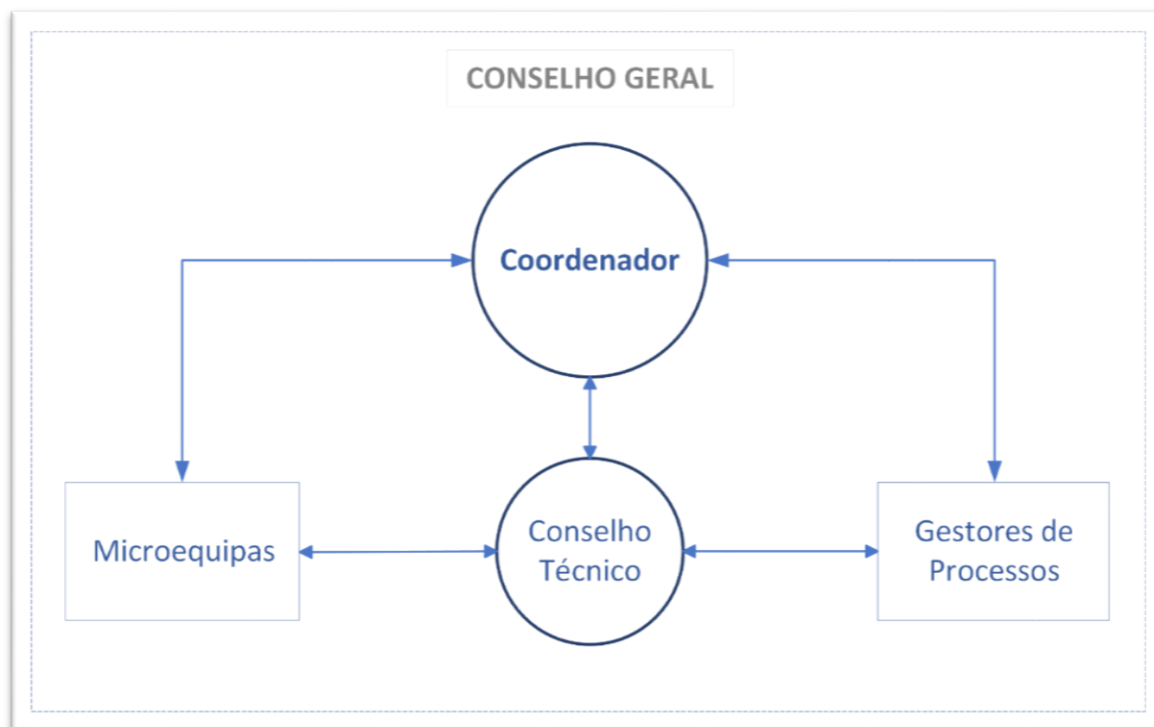 CONSELHO GERAL
Coordenador
Microequipas
Conselho
Técnico
Gestores de
Processos